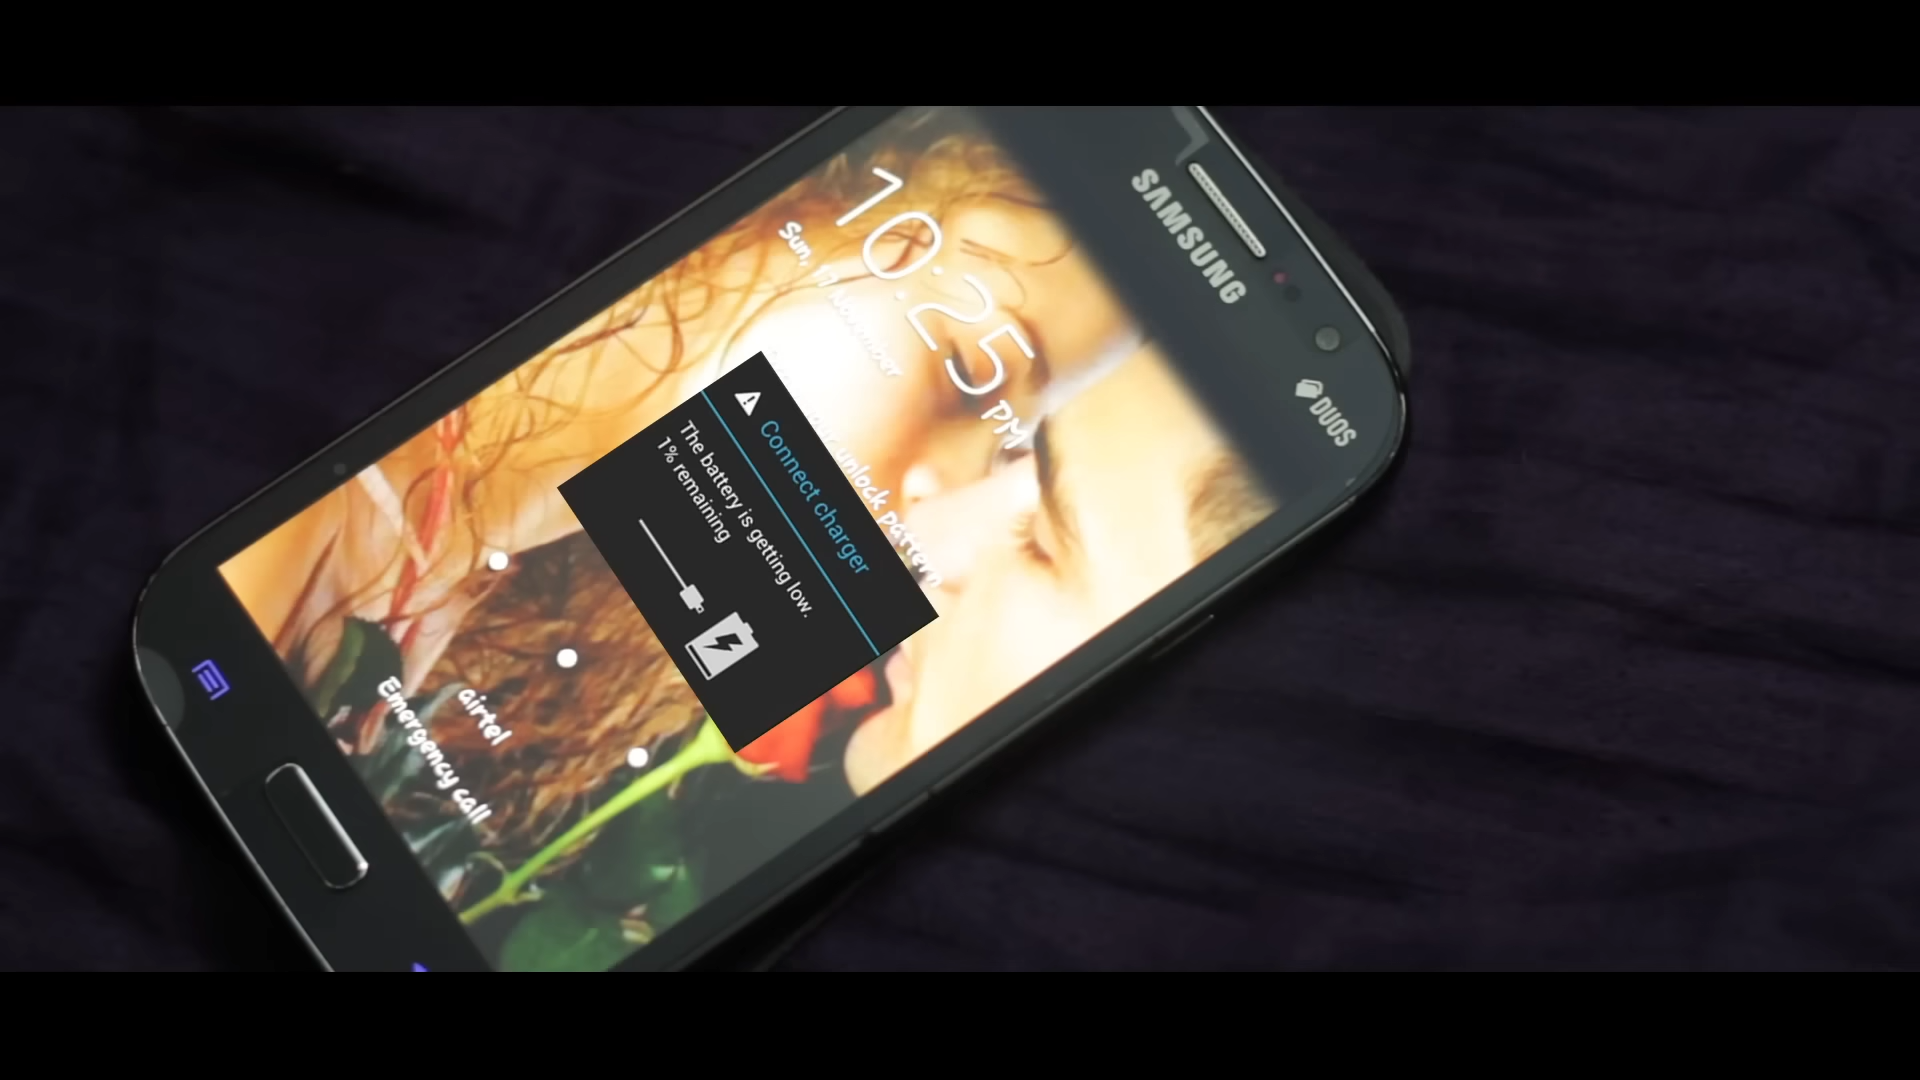 SAMSUNG
DUOS
10:25 PM
Sun, 17 November
unlock pattern
Connect charger
The battery is getting low.
1% remaining
airtel
Emergency call